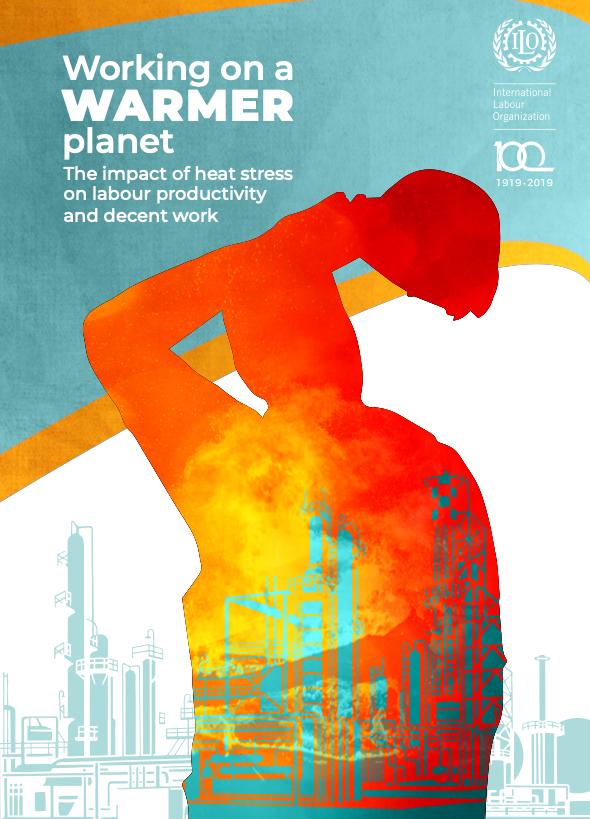 Working on a
WARMER
planet
The impact of heat stress
on labour productivity
and decent work
ILO
International
Labour
Organization
100
1919·2019